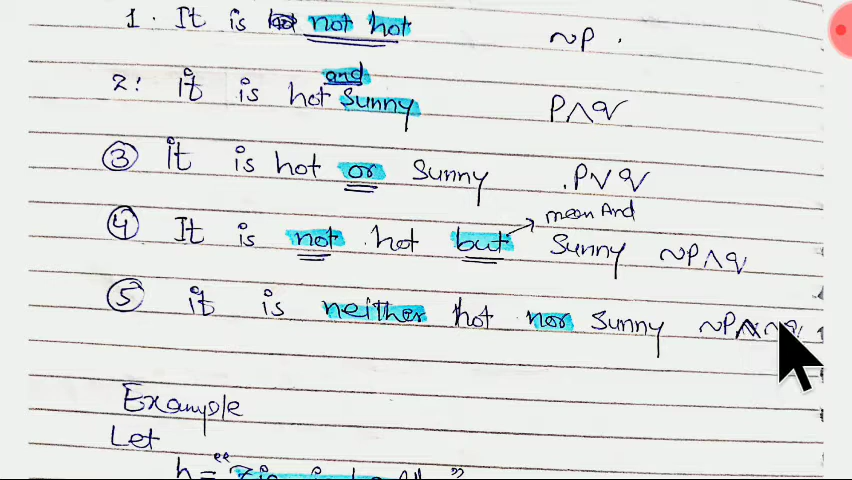 1. It is not hot ~p.
and
2: it is hot sunny p∧q
③ it is hot or sunny .p∨q
mean And
④ It is not hot but sunny ~p∧q
⑤ it is neither hot nor sunny ~p∧~q
Example
Let
h = "